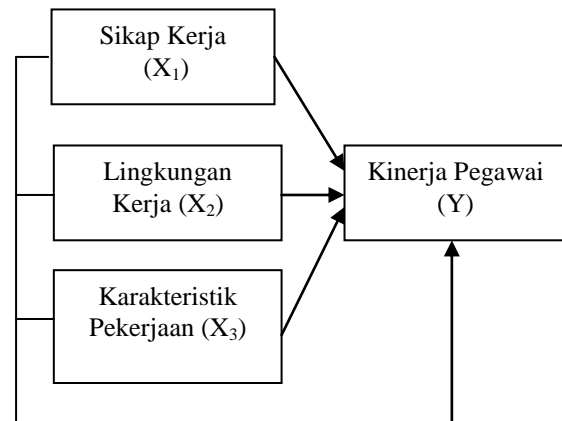 Sikap Kerja
(X₁)
Lingkungan
Kerja (X₂)
Karakteristik
Pekerjaan (X₃)
Kinerja Pegawai
(Y)